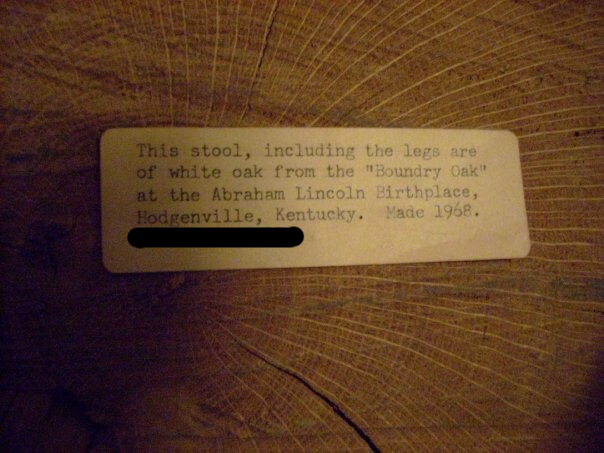 This stool, including the legs are
of white oak from the "Boundry Oak"
at the Abraham Lincoln Birthplace,
Hodgenville, Kentucky.  Made 1968.